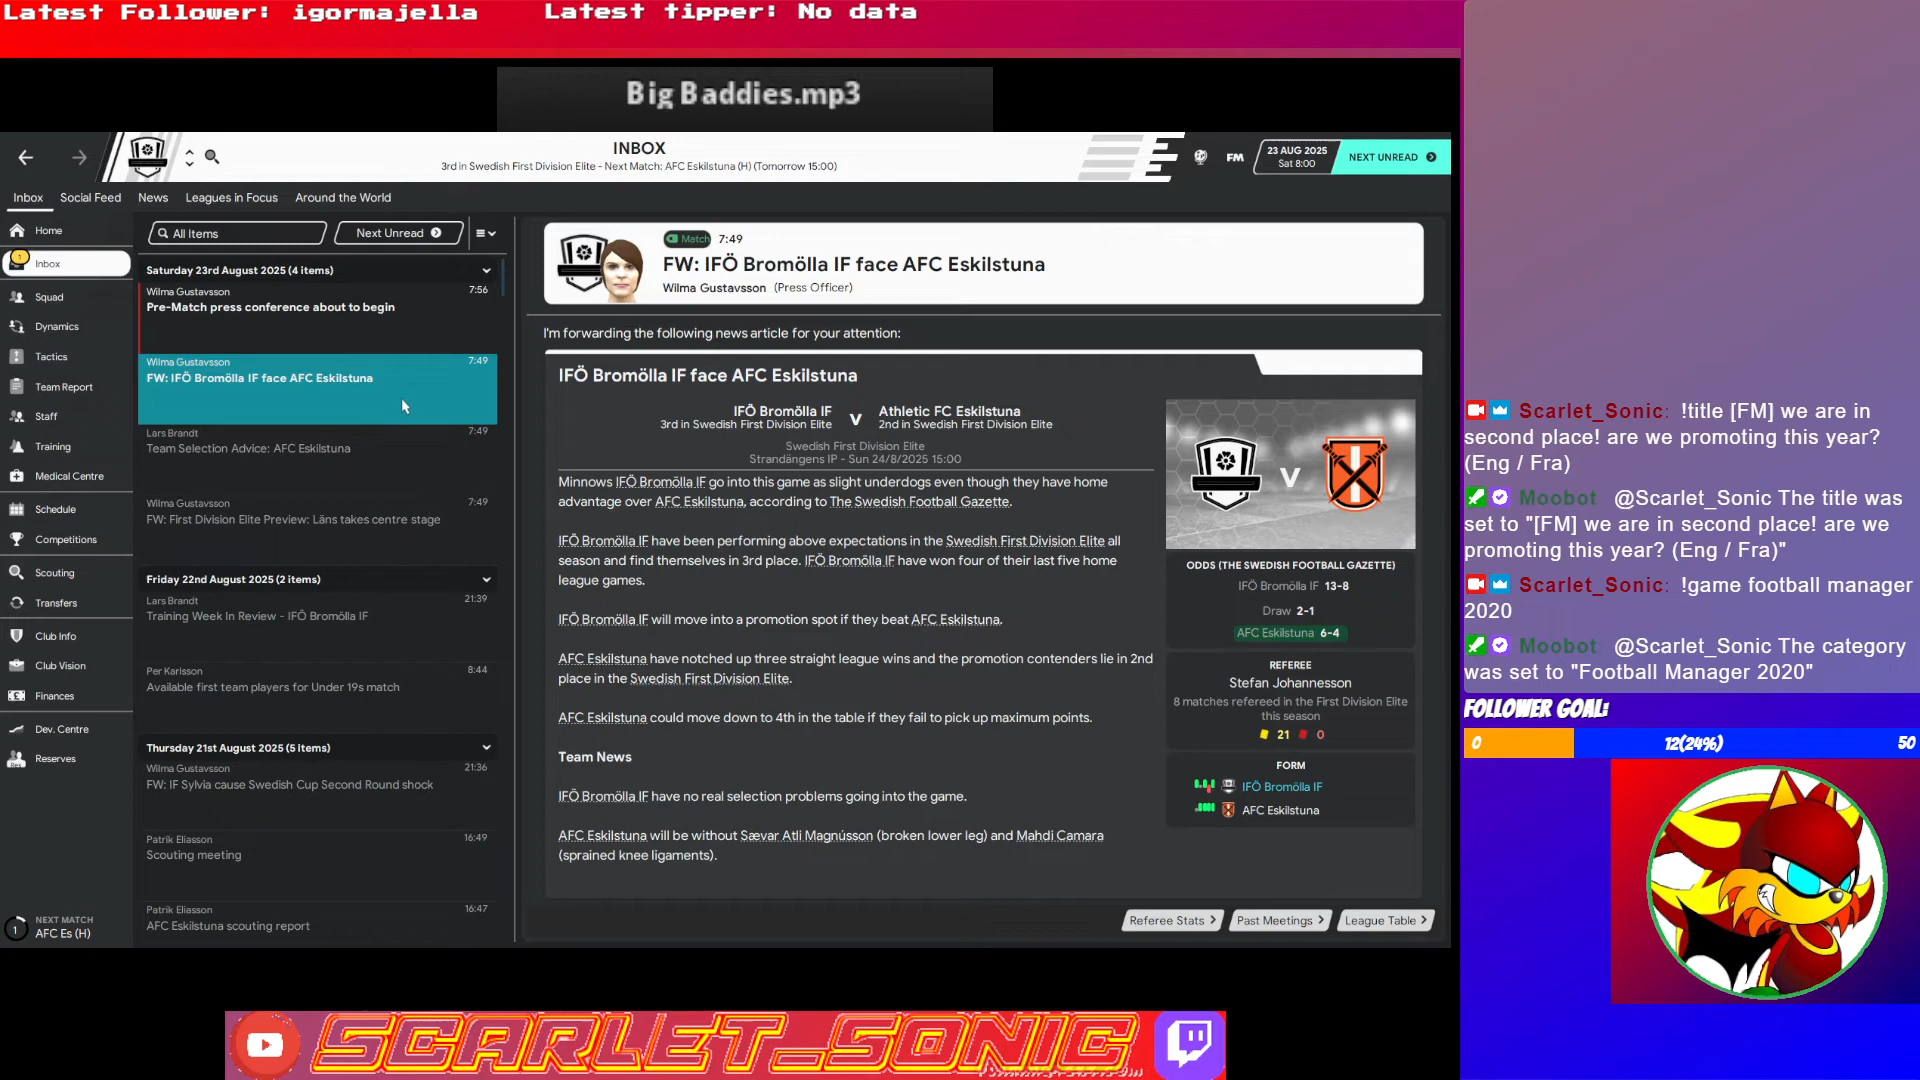 Latest Follower: igormajella
Latest tipper: No data
Big Baddies.mp3
INBOX
3rd in Swedish First Division Elite - Next Match: AFC Eskilstuna (H) (Tomorrow 15:00)
FM
23 AUG 2025
Sat 8:00
NEXT UNREAD
Inbox
Social Feed
News
Leagues in Focus
Around the World
Home
1
Inbox
Squad
Dynamics
Tactics
Team Report
Staff
Training
Medical Centre
Schedule
Competitions
Scouting
Transfers
Club Info
Club Vision
Finances
Dev. Centre
Reserves
1
NEXT MATCH
AFC Es (H)
All Items
Next Unread
Saturday 23rd August 2025 (4 items)
Wilma Gustavsson 7:56
Pre-Match press conference about to begin
Wilma Gustavsson 7:49
FW: IFÖ Bromölla IF face AFC Eskilstuna
Lars Brandt 7:49
Team Selection Advice: AFC Eskilstuna
Wilma Gustavsson 7:49
FW: First Division Elite Preview: Läns takes centre stage
Friday 22nd August 2025 (2 items)
Lars Brandt 21:39
Training Week In Review - IFÖ Bromölla IF
Per Karlsson 8:44
Available first team players for Under 19s match
Thursday 21st August 2025 (5 items)
Wilma Gustavsson 21:36
FW: IF Sylvia cause Swedish Cup Second Round shock
Patrik Eliasson 16:49
Scouting meeting
Patrik Eliasson 16:47
AFC Eskilstuna scouting report
Match 7:49
FW: IFÖ Bromölla IF face AFC Eskilstuna
Wilma Gustavsson (Press Officer)
I'm forwarding the following news article for your attention:
IFÖ Bromölla IF face AFC Eskilstuna
IFÖ Bromölla IF V Athletic FC Eskilstuna
3rd in Swedish First Division Elite 2nd in Swedish First Division Elite
Swedish First Division Elite
Strandängens IP - Sun 24/8/2025 15:00
Minnows IFÖ Bromölla IF go into this game as slight underdogs even though they have home
advantage over AFC Eskilstuna, according to The Swedish Football Gazette.
IFÖ Bromölla IF have been performing above expectations in the Swedish First Division Elite all
season and find themselves in 3rd place. IFÖ Bromölla IF have won four of their last five home
league games.
IFÖ Bromölla IF will move into a promotion spot if they beat AFC Eskilstuna.
AFC Eskilstuna have notched up three straight league wins and the promotion contenders lie in 2nd
place in the Swedish First Division Elite.
AFC Eskilstuna could move down to 4th in the table if they fail to pick up maximum points.
Team News
IFÖ Bromölla IF have no real selection problems going into the game.
AFC Eskilstuna will be without Sævar Atli Magnússon (broken lower leg) and Mahdi Camara
(sprained knee ligaments).
V
ODDS (THE SWEDISH FOOTBALL GAZETTE)
IFÖ Bromölla IF 13-8
Draw 2-1
AFC Eskilstuna 6-4
REFEREE
Stefan Johannesson
8 matches refereed in the First Division Elite
this season
21 0
FORM
IFÖ Bromölla IF
AFC Eskilstuna
Referee Stats
Past Meetings
League Table
Scarlet_Sonic: !title [FM] we are in
second place! are we promoting this year?
(Eng / Fra)
Moobot: @Scarlet_Sonic The title was
set to "[FM] we are in second place! are we
promoting this year? (Eng / Fra)"
Scarlet_Sonic: !game football manager
2020
Moobot: @Scarlet_Sonic The category
was set to "Football Manager 2020"
FOLLOWER GOAL:
0 12(24%) 50
SCARLET_SONIC